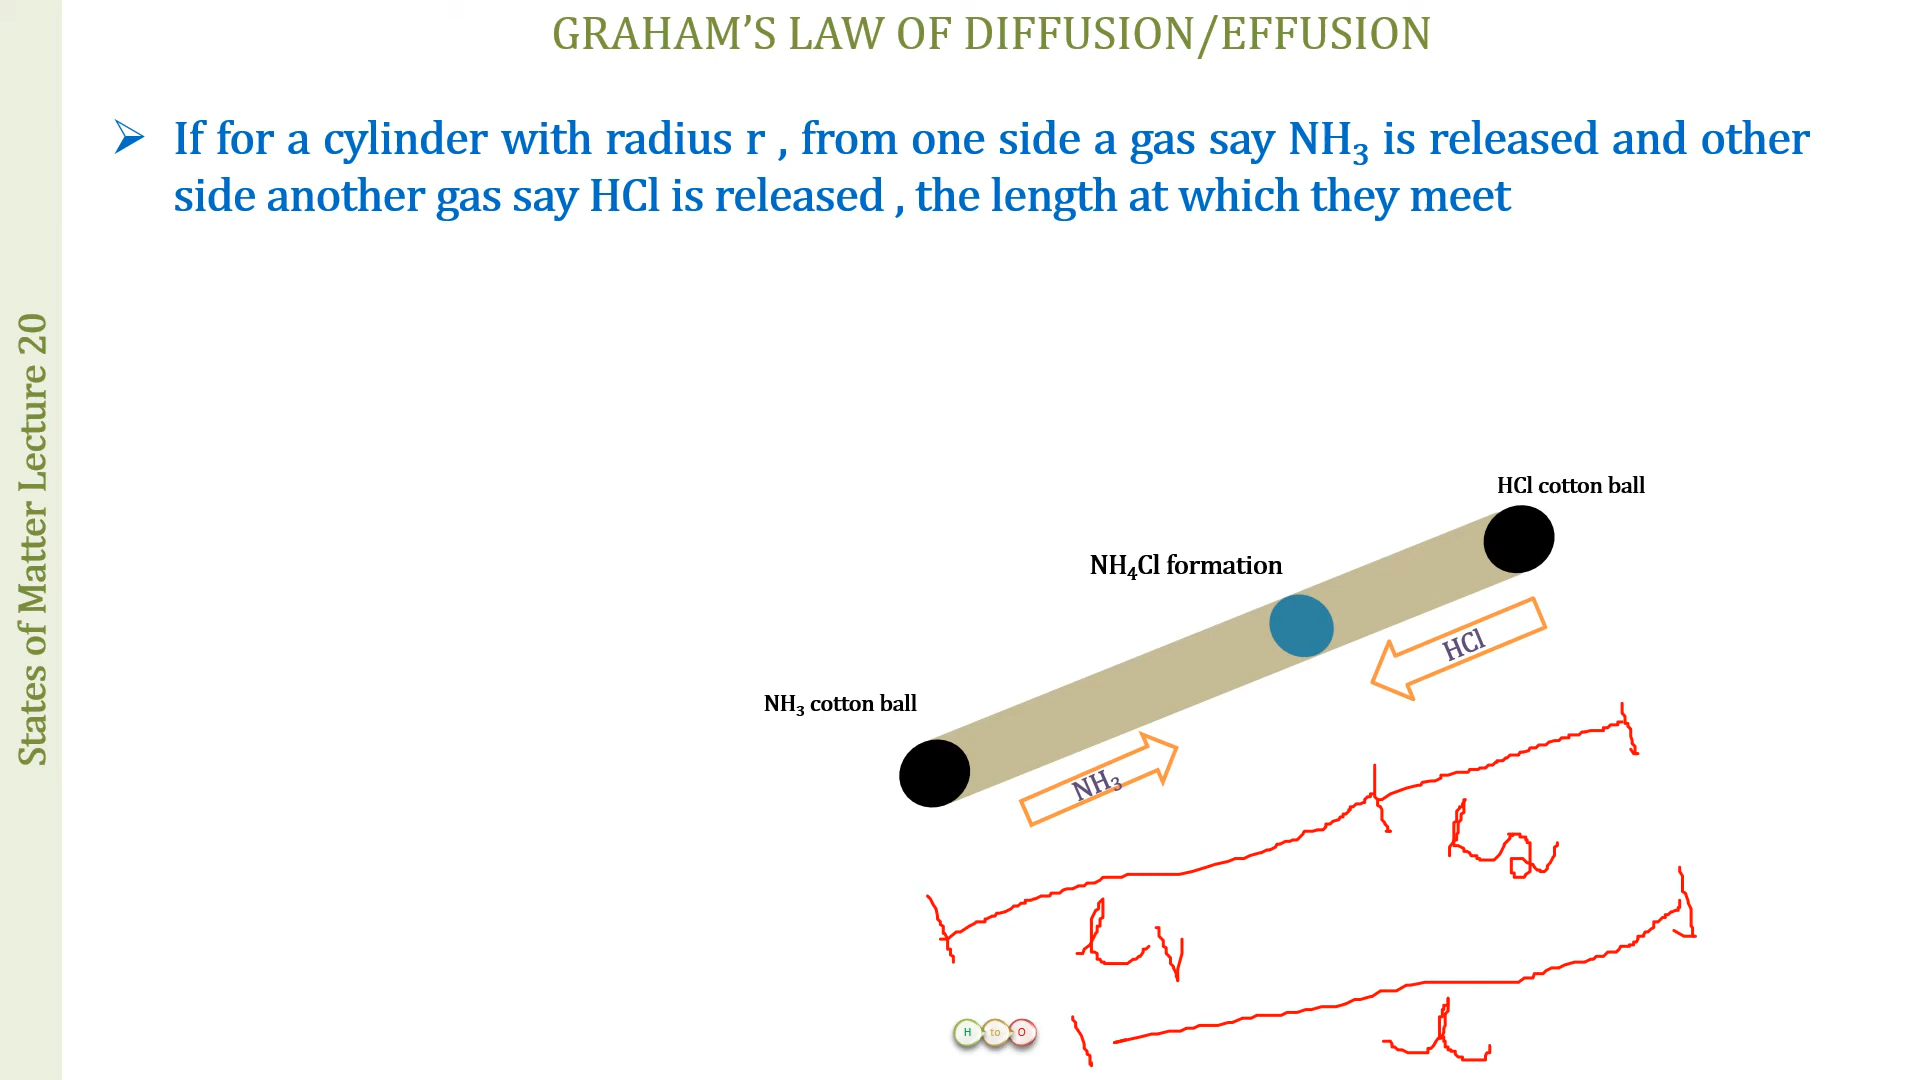 GRAHAM’S LAW OF DIFFUSION/EFFUSION
➢ If for a cylinder with radius r , from one side a gas say NH₃ is released and other
side another gas say HCl is released , the length at which they meet
States of Matter Lecture 20
HCl cotton ball
NH₄Cl formation
HCl
NH₃ cotton ball
NH₃
H to O